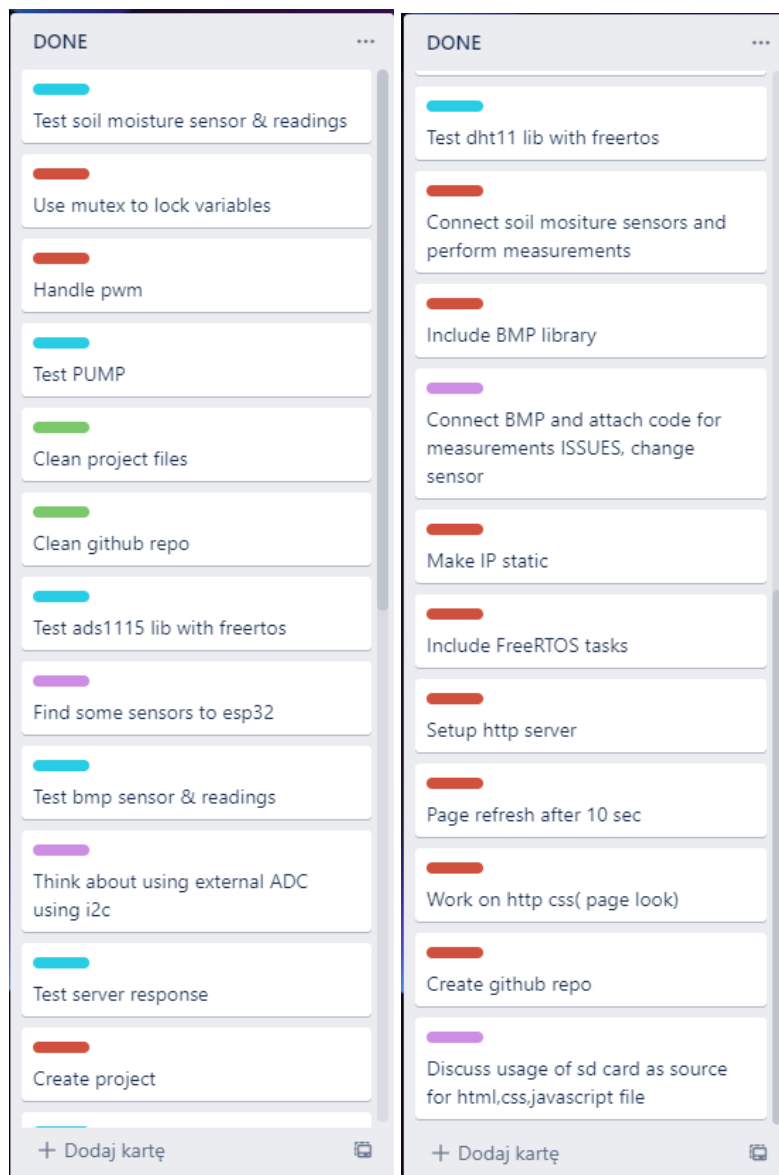 DONE
Test soil moisture sensor & readings
Use mutex to lock variables
Handle pwm
Test PUMP
Clean project files
Clean github repo
Test ads1115 lib with freertos
Find some sensors to esp32
Test bmp sensor & readings
Think about using external ADC
using i2c
Test server response
Create project
+ Dodaj kartę
DONE
Test dht11 lib with freertos
Connect soil mositure sensors and
perform measurements
Include BMP library
Connect BMP and attach code for
measurements ISSUES, change
sensor
Make IP static
Include FreeRTOS tasks
Setup http server
Page refresh after 10 sec
Work on http css( page look)
Create github repo
Discuss usage of sd card as source
for html,css,javascript file
+ Dodaj kartę